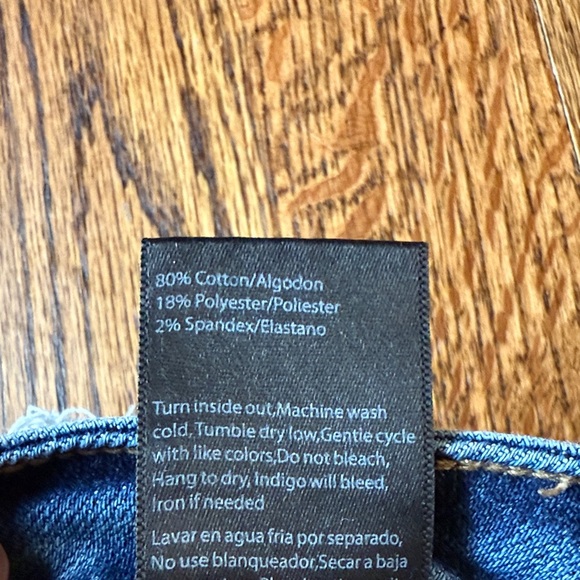 80% Cotton/Algodon
18% Polyester/Poliester
2% Spandex/Elastano
Turn inside out,Machine wash
cold,Tumble dry low,Gentie cycle
with like colors,Do not bleach,
Hang to dry, Indigo will bleed,
Iron if needed
Lavar en agua fria por separado,
No use blanqueador,Secar a baja